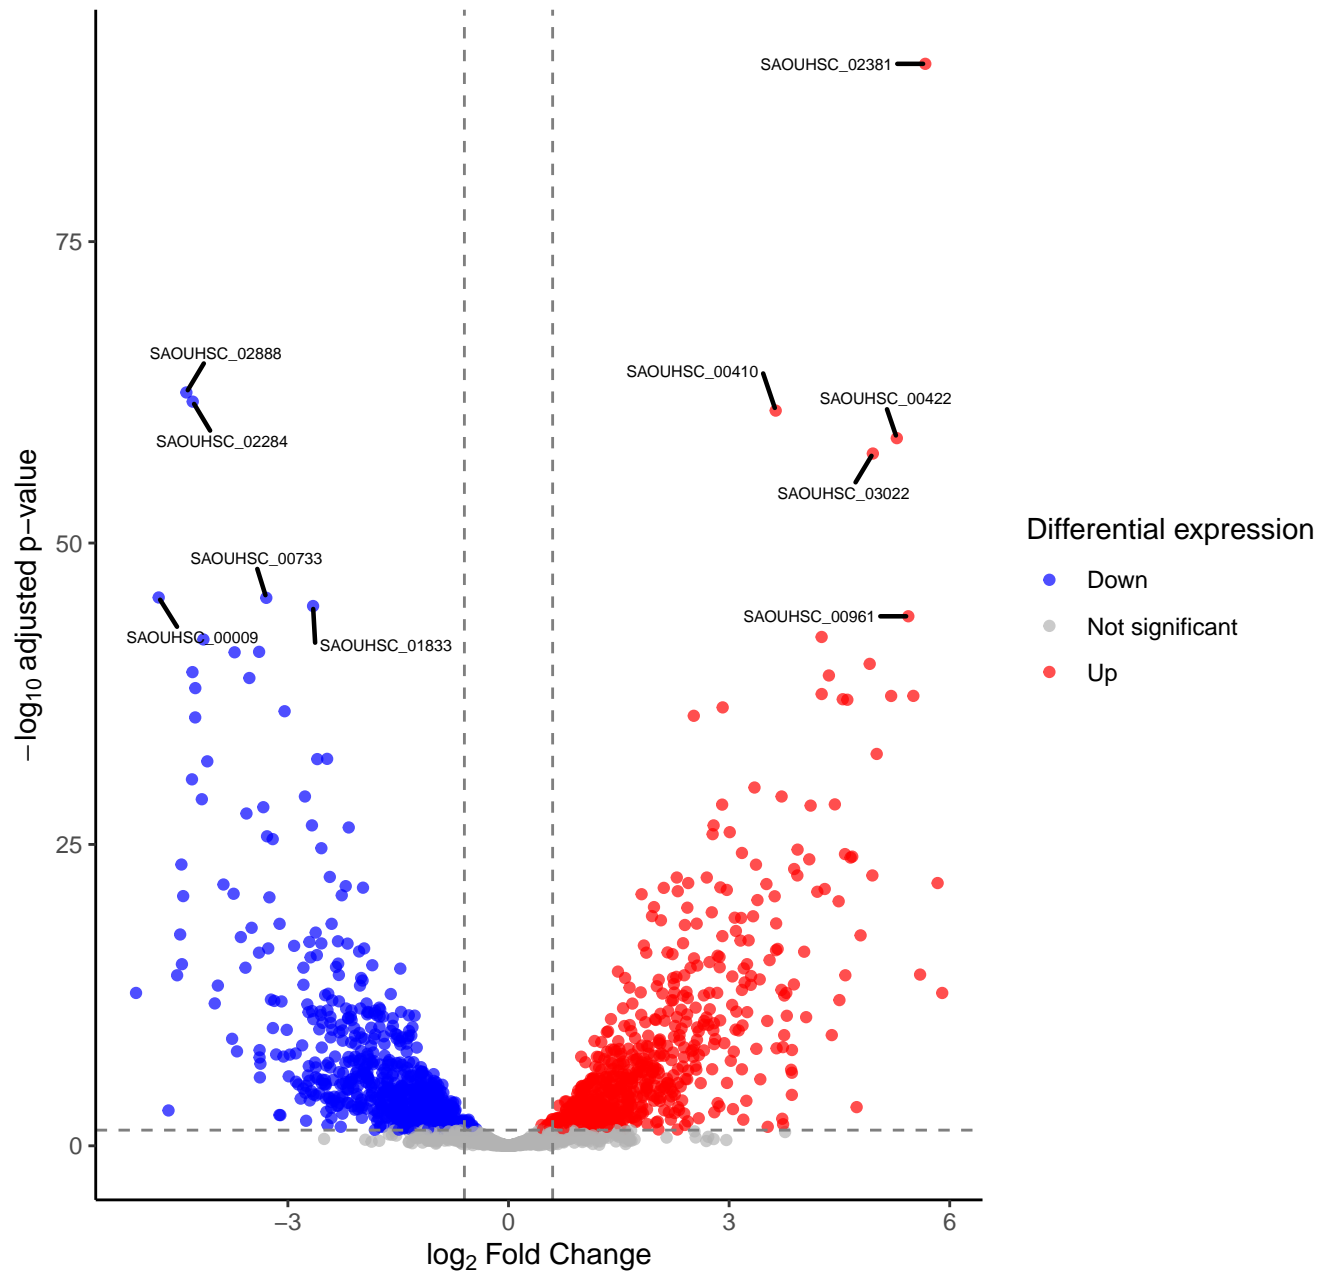 SAOUHSC_02381
75
SAOUHSC_02888
SAOUHSC_00410
SAOUHSC_00422
SAOUHSC_02284
SAOUHSC_03022
50
SAOUHSC_00733
SAOUHSC_00961
SAOUHSC_00009
SAOUHSC_01833
25
0
−log10 adjusted p−value
−3
0
3
6
log2 Fold Change
Differential expression
Down
Not significant
Up